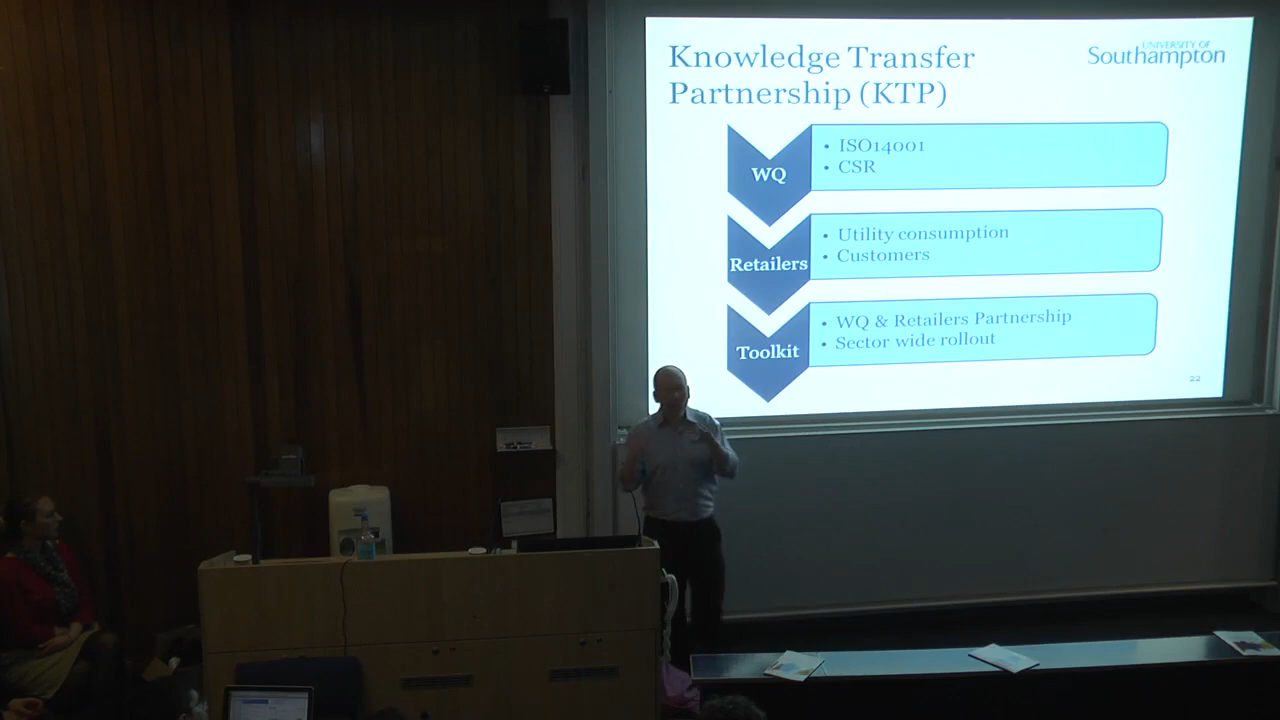 Knowledge Transfer
Partnership (KTP)
UNIVERSITY OF
Southampton
WQ
• ISO14001
• CSR
Retailers
• Utility consumption
• Customers
Toolkit
• WQ & Retailers Partnership
• Sector wide rollout
22